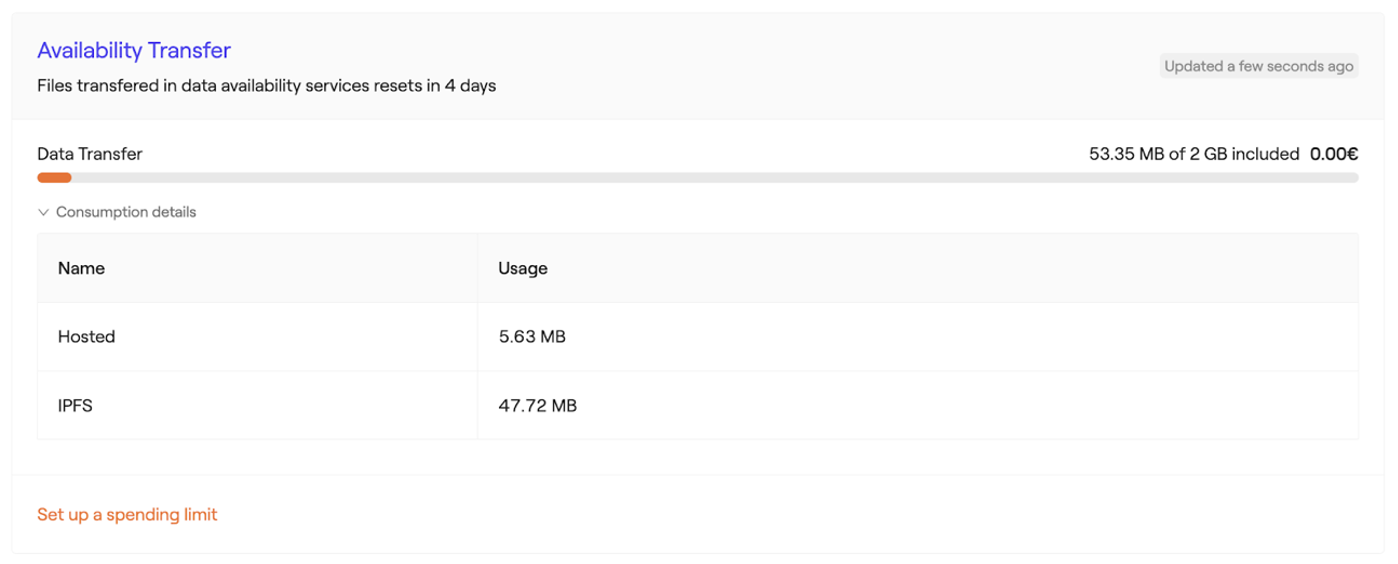 Availability Transfer
Files transfered in data availability services resets in 4 days
Updated a few seconds ago
Data Transfer
53.35 MB of 2 GB included 0.00€
Consumption details
Name Usage
Hosted 5.63 MB
IPFS 47.72 MB
Set up a spending limit